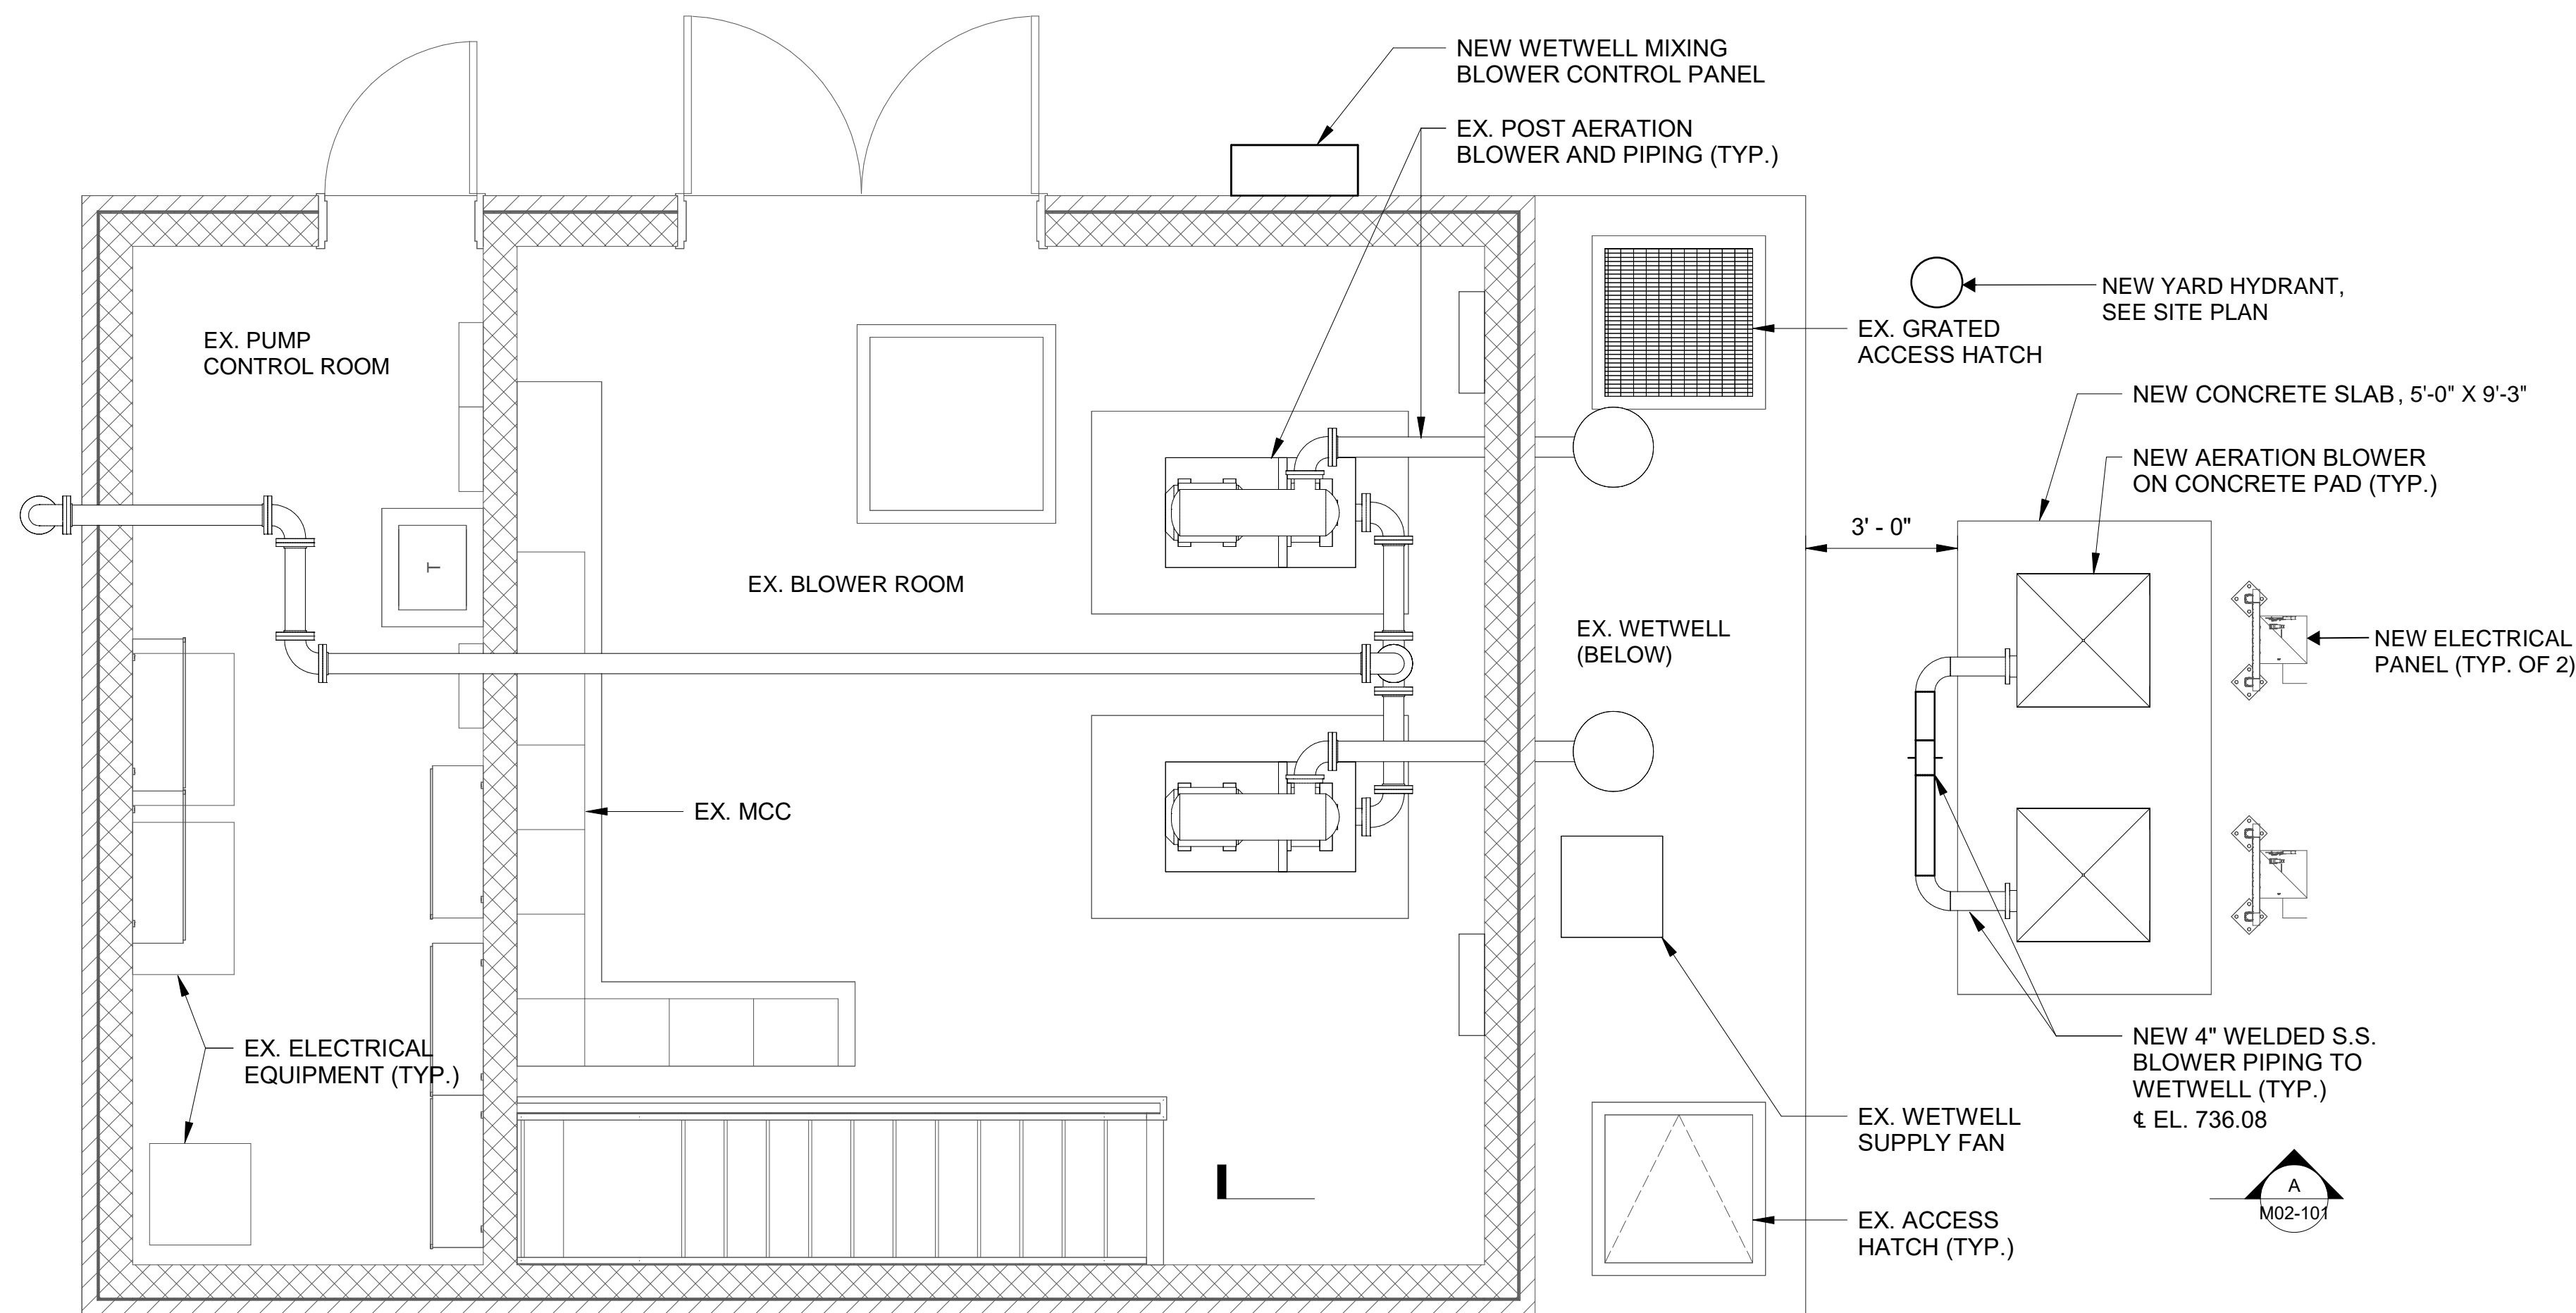 NEW WETWELL MIXING
BLOWER CONTROL PANEL
EX. POST AERATION
BLOWER AND PIPING (TYP.)
NEW YARD HYDRANT,
SEE SITE PLAN
EX. GRATED
ACCESS HATCH
EX. PUMP
CONTROL ROOM
NEW CONCRETE SLAB, 5'-0" X 9'-3"
NEW AERATION BLOWER
ON CONCRETE PAD (TYP.)
3' - 0"
T
EX. BLOWER ROOM
EX. WETWELL
(BELOW)
NEW ELECTRICAL
PANEL (TYP. OF 2)
EX. MCC
EX. ELECTRICAL
EQUIPMENT (TYP.)
NEW 4" WELDED S.S.
BLOWER PIPING TO
WETWELL (TYP.)
℄ EL. 736.08
EX. WETWELL
SUPPLY FAN
A
M02-101
EX. ACCESS
HATCH (TYP.)